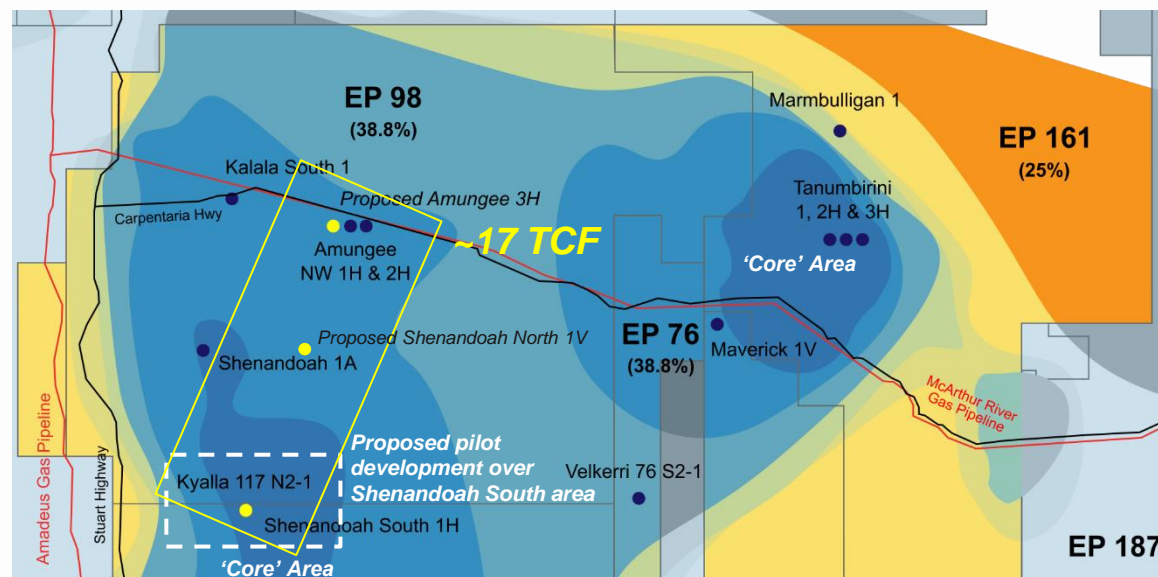 EP 98
(38.8%)
Marmbulligan 1
EP 161
(25%)
Kalala South 1
Proposed Amungee 3H
Tanumbirini
1, 2H & 3H
Carpentaria Hwy
~17 TCF
Amungee
NW 1H & 2H
'Core' Area
EP 76
(38.8%)
Proposed Shenandoah North 1V
Shenandoah 1A
Maverick 1V
McArthur River
Gas Pipeline
Amadeus Gas Pipeline
Stuart Highway
Proposed pilot
development over
Shenandoah South area
Kyalla 117 N2-1
Velkerri 76 S2-1
Shenandoah South 1H
EP 187
'Core' Area